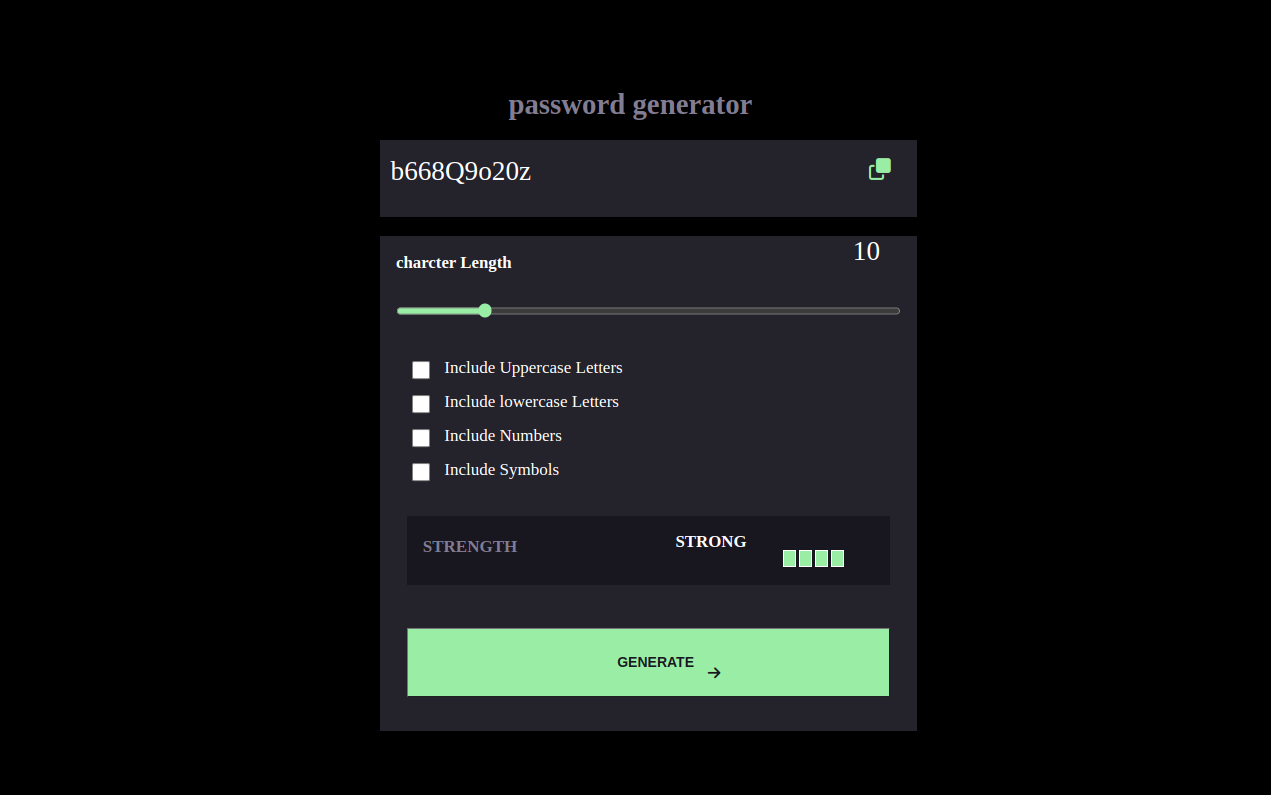 password generator
b668Q9o20z
charcter Length 10
Include Uppercase Letters
Include lowercase Letters
Include Numbers
Include Symbols
STRENGTH STRONG
GENERATE →